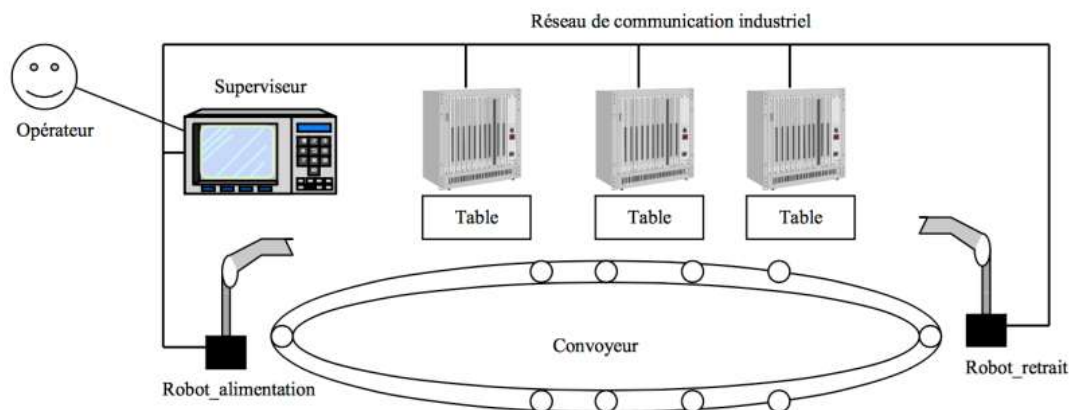 Réseau de communication industriel
Superviseur
Opérateur
Table
Table
Table
Convoyeur
Robot_alimentation
Robot_retrait